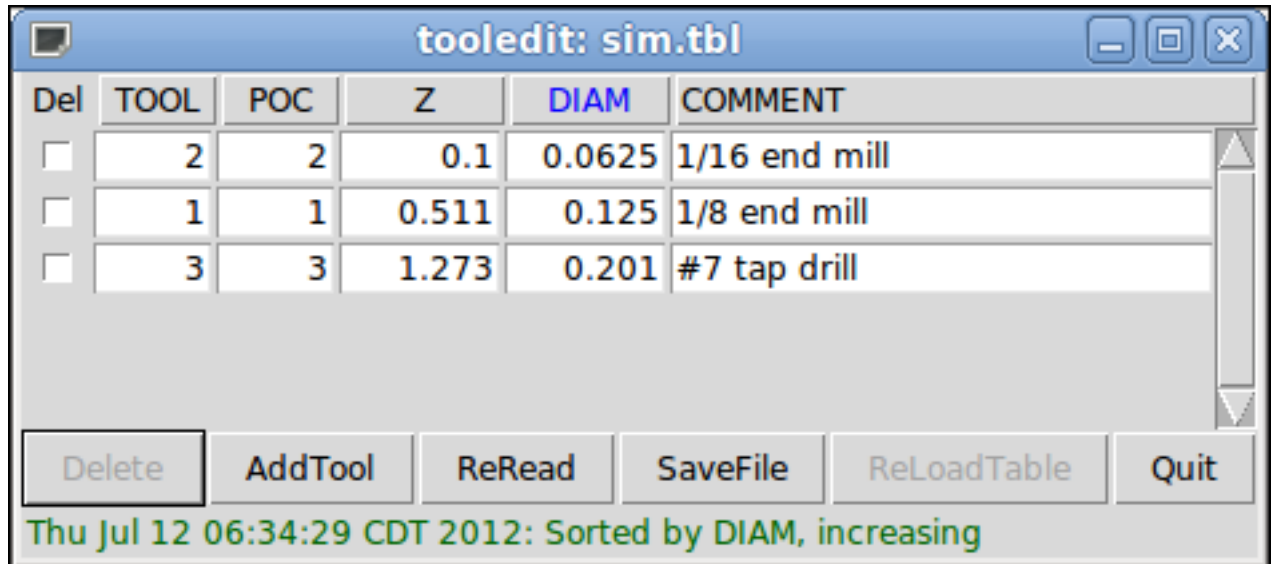 tooledit: sim.tbl
Del TOOL POC Z DIAM COMMENT
2 2 0.1 0.0625 1/16 end mill
1 1 0.511 0.125 1/8 end mill
3 3 1.273 0.201 #7 tap drill
Delete AddTool ReRead SaveFile ReLoadTable Quit
Thu Jul 12 06:34:29 CDT 2012: Sorted by DIAM, increasing